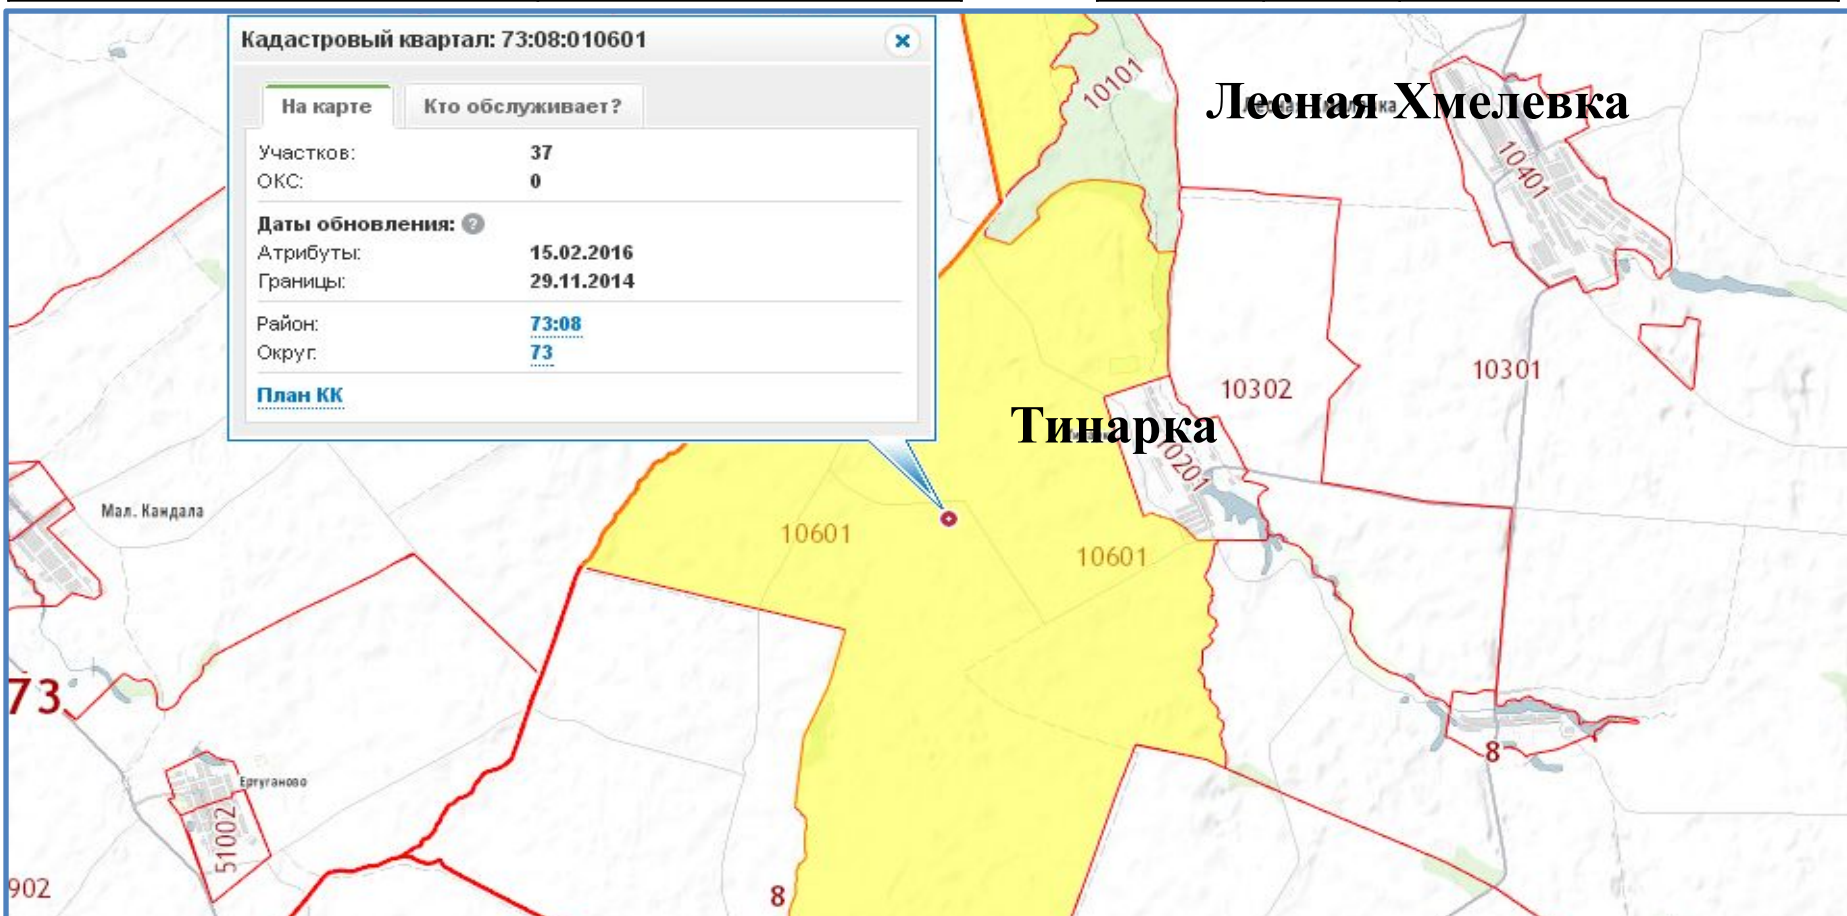 Кадастровый квартал: 73:08:010601
На карте Кто обслуживает?
Участков: 37
ОКС: 0
Даты обновления: ?
Атрибуты: 15.02.2016
Границы: 29.11.2014
Район: 73:08
Округ: 73
План КК
10101
Лесная Хмелевка
10401
10302
10301
Тинарка
10201
Мал. Кандала
10601
10601
73
8
Ертуганово
51002
902
8